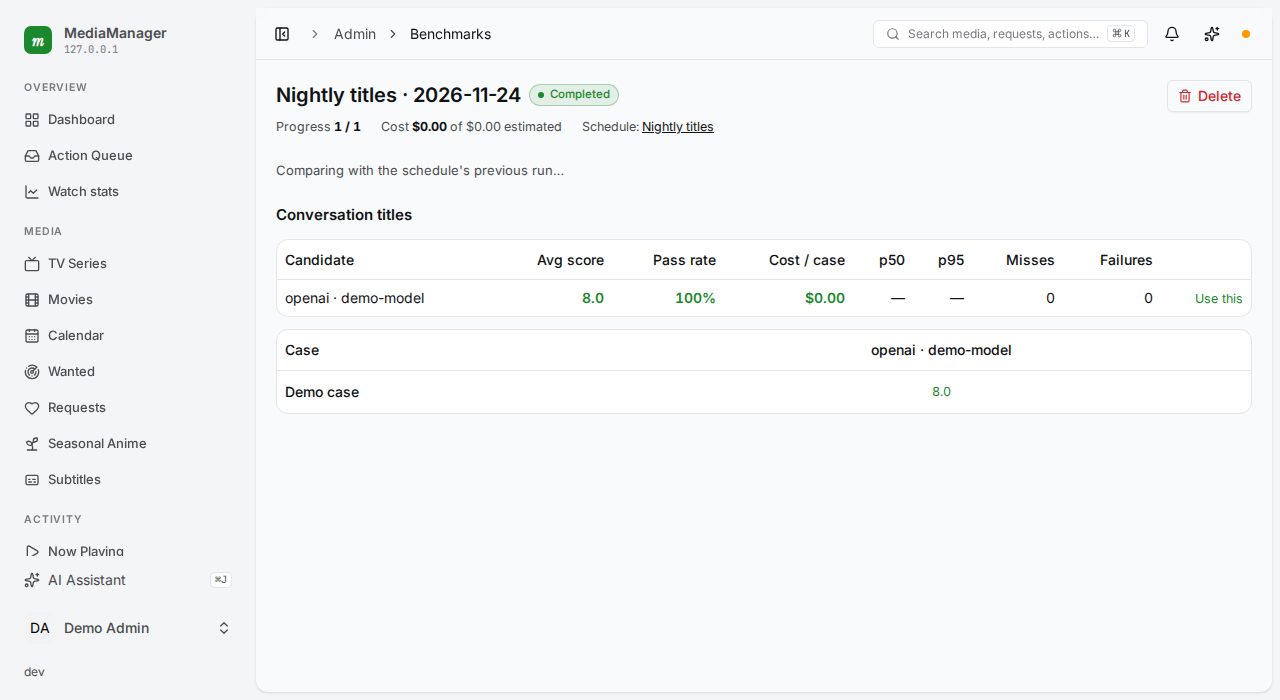 MediaManager
127.0.0.1
OVERVIEW
Dashboard
Action Queue
Watch stats
MEDIA
TV Series
Movies
Calendar
Wanted
Requests
Seasonal Anime
Subtitles
ACTIVITY
Now Playing
AI Assistant ⌘J
DA Demo Admin
dev
Admin Benchmarks
Search media, requests, actions... ⌘ K
Nightly titles · 2026-11-24 Completed
Delete
Progress 1 / 1 Cost $0.00 of $0.00 estimated Schedule: Nightly titles
Comparing with the schedule's previous run...
Conversation titles
Candidate Avg score Pass rate Cost / case p50 p95 Misses Failures
openai · demo-model 8.0 100% $0.00 — — 0 0 Use this
Case openai · demo-model
Demo case 8.0